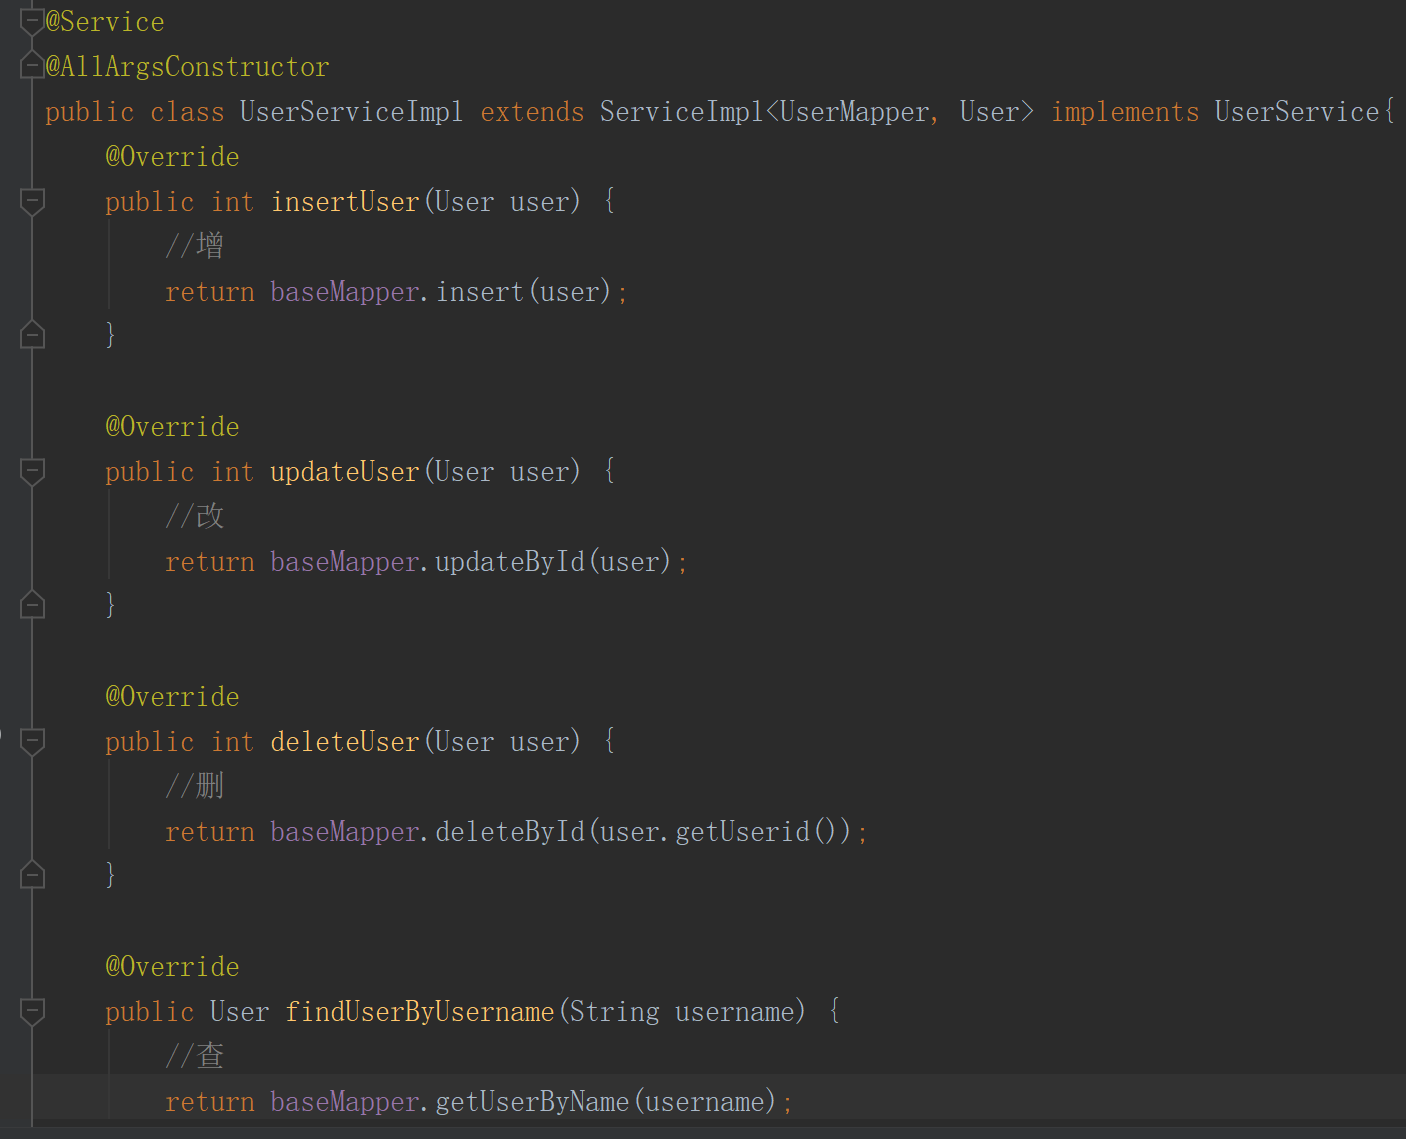 @Service
@AllArgsConstructor
public class UserServiceImpl extends ServiceImpl<UserMapper, User> implements UserService{
@Override
public int insertUser(User user) {
//增
return baseMapper.insert(user);
}
@Override
public int updateUser(User user) {
//改
return baseMapper.updateById(user);
}
@Override
public int deleteUser(User user) {
//删
return baseMapper.deleteById(user.getUserid());
}
@Override
public User findUserByUsername(String username) {
//查
return baseMapper.getUserByName(username);